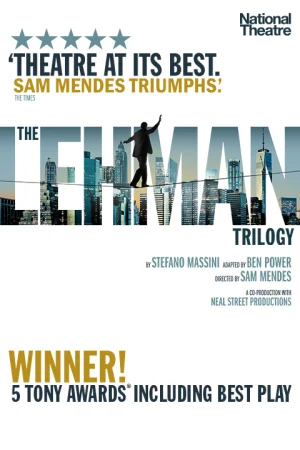 National
Theatre
‘THEATRE AT ITS BEST.
SAM MENDES TRIUMPHS.’
THE TIMES
THE
LEHMAN
TRILOGY
BY STEFANO MASSINI ADAPTED BY BEN POWER
DIRECTED BY SAM MENDES
A CO-PRODUCTION WITH
NEAL STREET PRODUCTIONS
WINNER!
5 TONY AWARDS® INCLUDING BEST PLAY